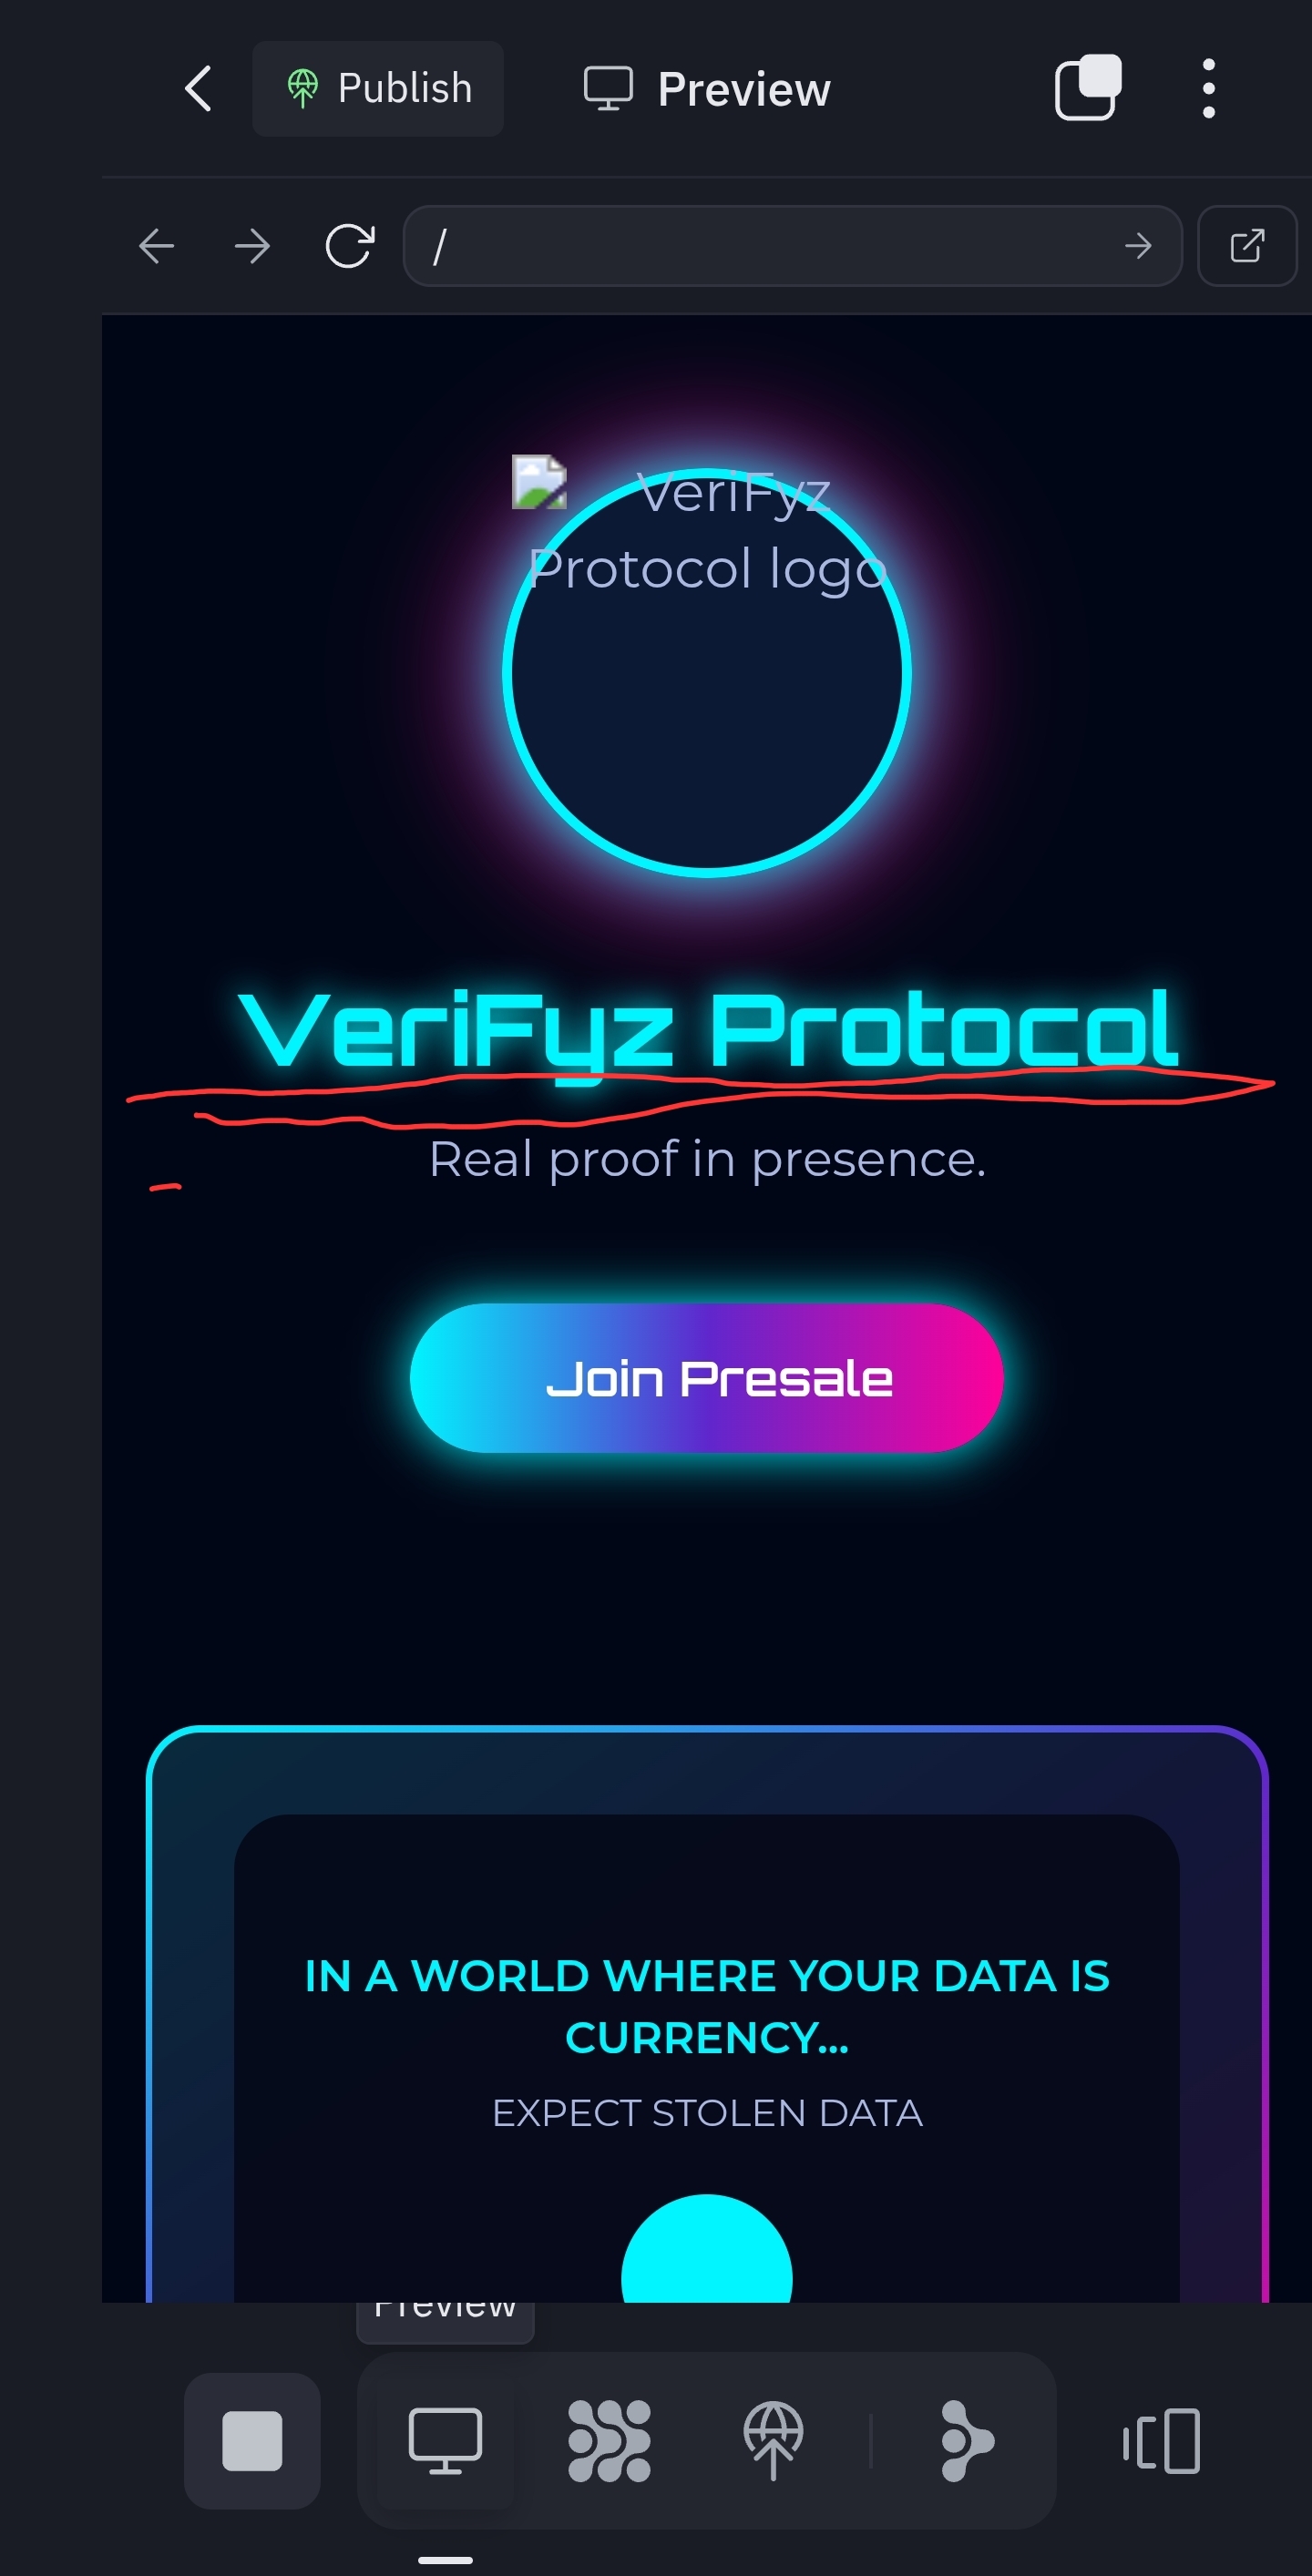 Publish
Preview
/
VeriFyz
Protocol logo
VeriFyz Protocol
Real proof in presence.
Join Presale
IN A WORLD WHERE YOUR DATA IS
CURRENCY...
EXPECT STOLEN DATA
Preview